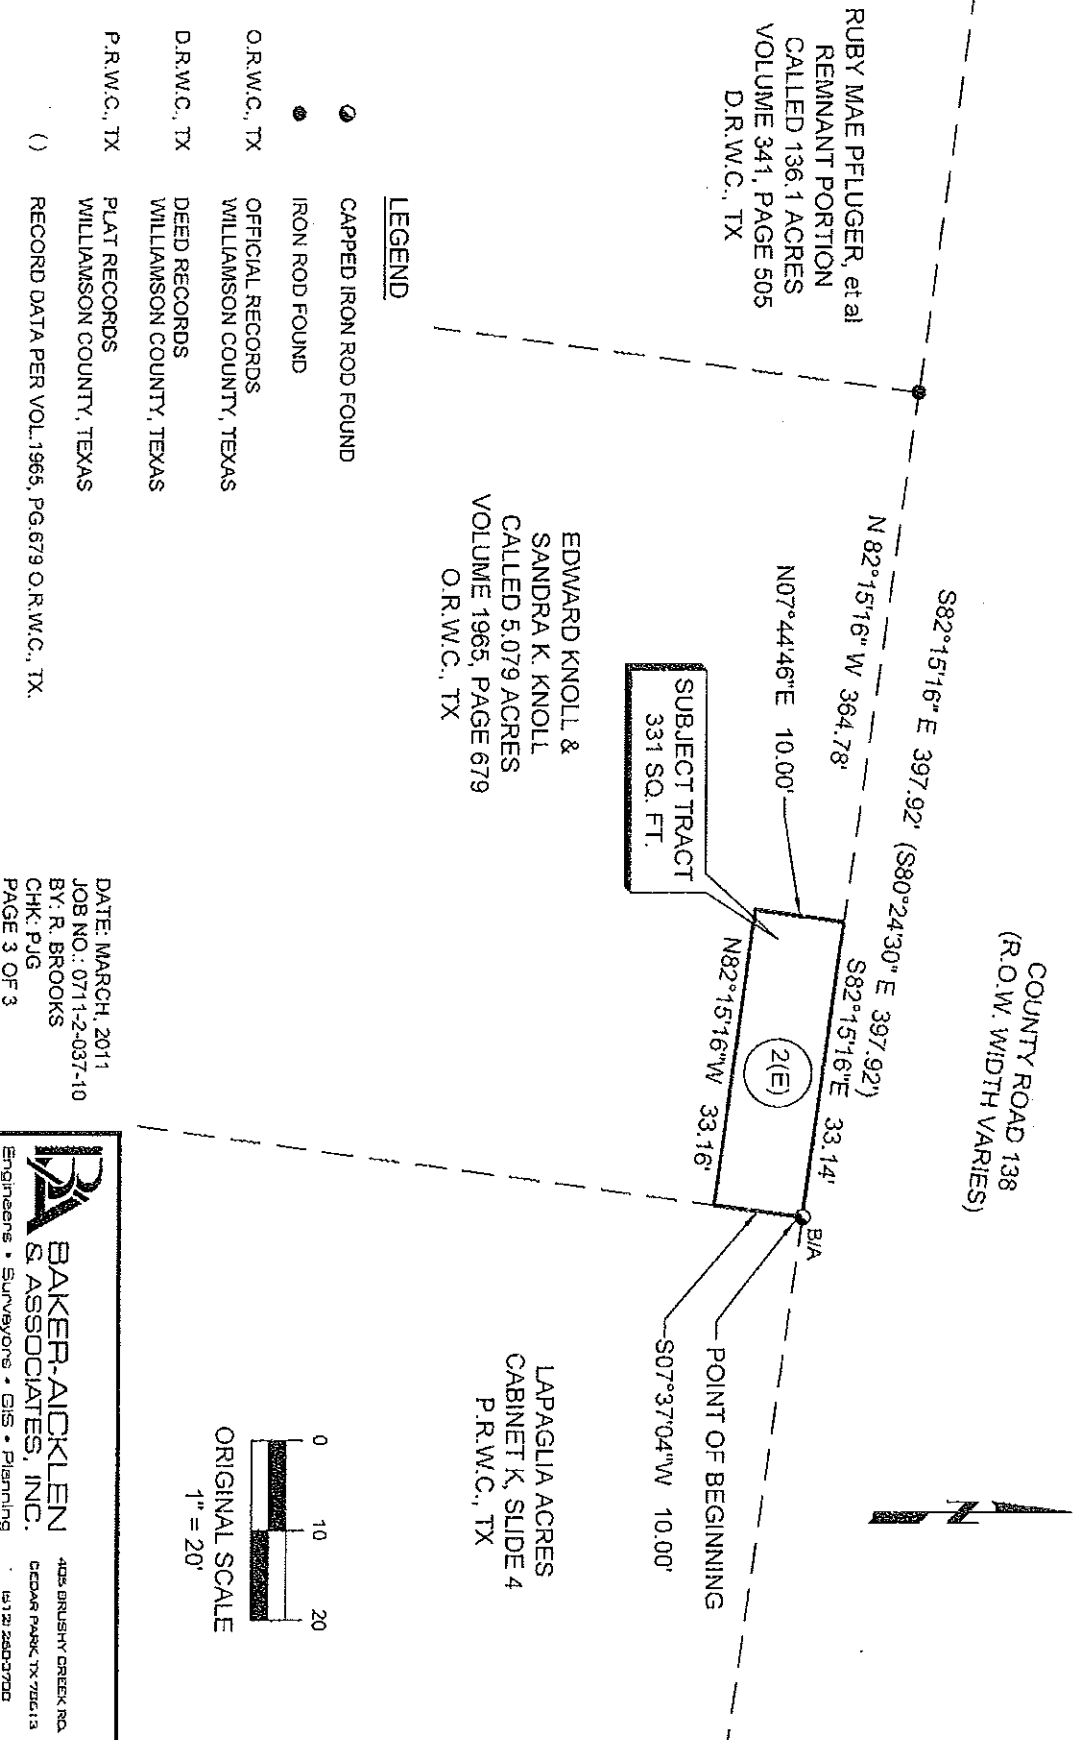 COUNTY ROAD 138
(R.O.W. WIDTH VARIES)
RUBY MAE PFLUGER, et al
REMNANT PORTION
CALLED 136.1 ACRES
VOLUME 341, PAGE 505
D.R.W.C., TX
S82°15'16" E 397.92' (S80°24'30" E 397.92')
N 82°15'16" W 364.78'
S82°15'16"E 33.14'
N07°44'46"E 10.00'
2(E)
N82°15'16"W 33.16'
B/A
POINT OF BEGINNING
S07°37'04"W 10.00'
SUBJECT TRACT
331 SQ. FT.
EDWARD KNOLL &
SANDRA K. KNOLL
CALLED 5.079 ACRES
VOLUME 1965, PAGE 679
O.R.W.C., TX
LAPAGLIA ACRES
CABINET K, SLIDE 4
P.R.W.C., TX
N
LEGEND
CAPPED IRON ROD FOUND
IRON ROD FOUND
O.R.W.C., TX OFFICIAL RECORDS
WILLIAMSON COUNTY, TEXAS
D.R.W.C., TX DEED RECORDS
WILLIAMSON COUNTY, TEXAS
P.R.W.C., TX PLAT RECORDS
WILLIAMSON COUNTY, TEXAS
() RECORD DATA PER VOL.1965, PG.679 O.R.W.C., TX.
0 10 20
ORIGINAL SCALE
1" = 20'
DATE: MARCH, 2011
JOB NO.: 0711-2-037-10
BY: R. BROOKS
CHK: PJG
PAGE 3 OF 3
BA
BAKER-AICKLEN
& ASSOCIATES, INC.
Engineers • Surveyors • GIS • Planning
405 BRUSHY CREEK RD.
CEDAR PARK, TX 78613
(512) 260-3700